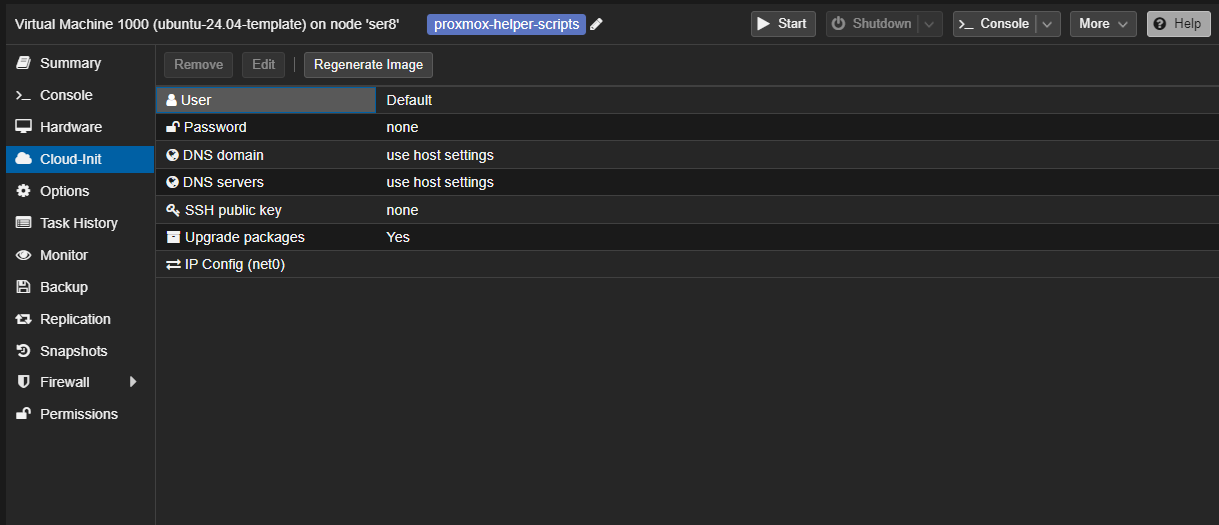 Virtual Machine 1000 (ubuntu-24.04-template) on node 'ser8' proxmox-helper-scripts Start Shutdown Console More Help
Summary
Console
Hardware
Cloud-Init
Options
Task History
Monitor
Backup
Replication
Snapshots
Firewall
Permissions
Remove Edit Regenerate Image
User Default
Password none
DNS domain use host settings
DNS servers use host settings
SSH public key none
Upgrade packages Yes
IP Config (net0)